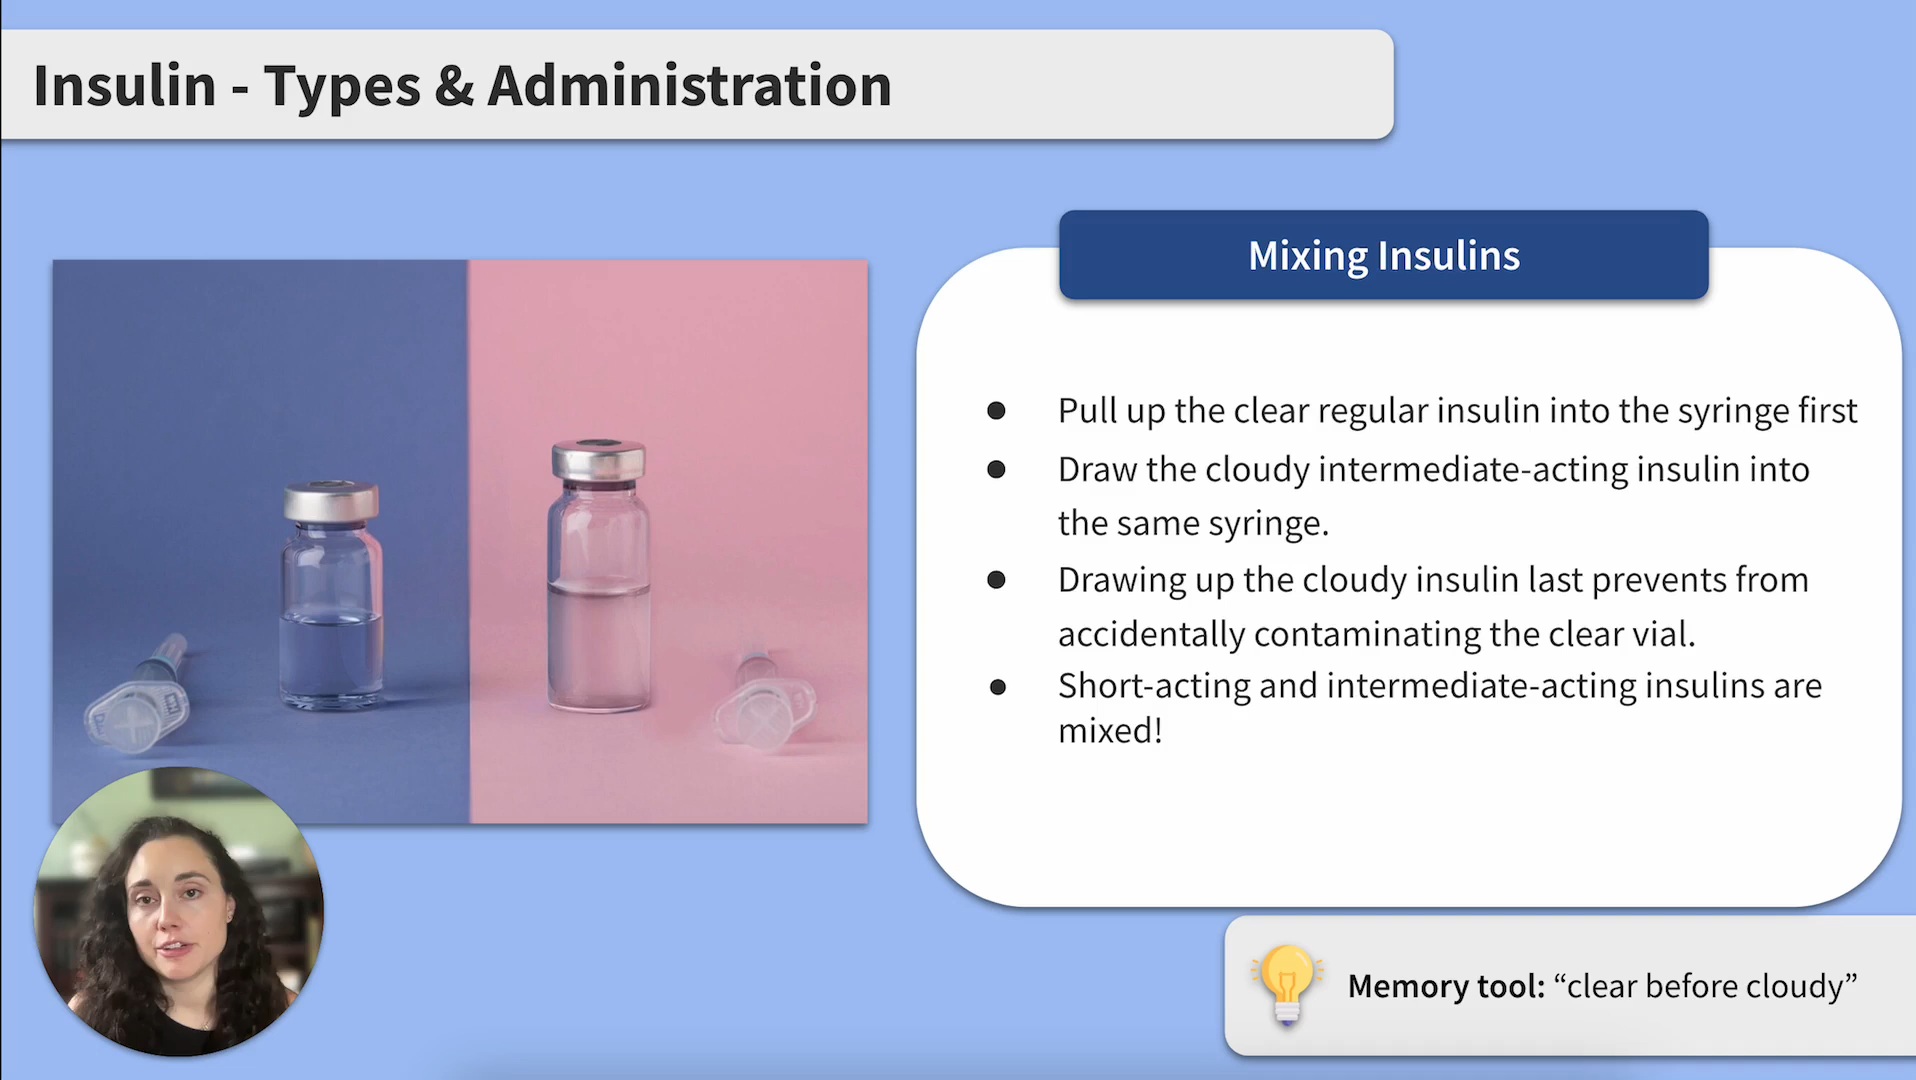 Insulin - Types & Administration
Mixing Insulins
● Pull up the clear regular insulin into the syringe first
● Draw the cloudy intermediate-acting insulin into
the same syringe.
● Drawing up the cloudy insulin last prevents from
accidentally contaminating the clear vial.
● Short-acting and intermediate-acting insulins are
mixed!
Memory tool: “clear before cloudy”